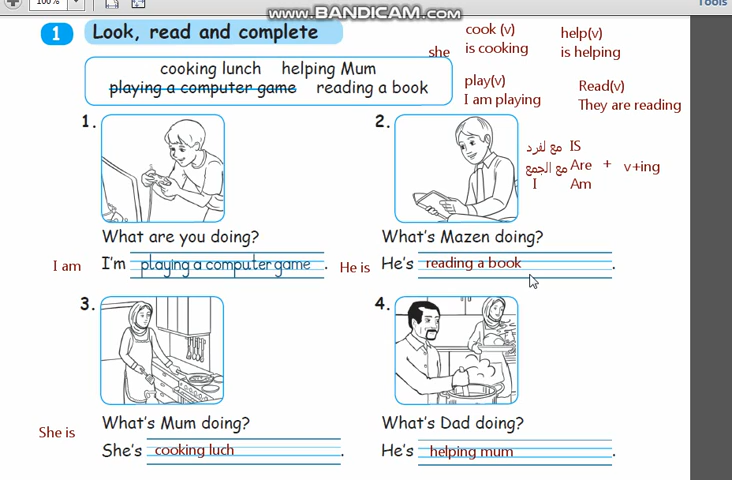 100%
Tools
www.BANDICAM.com
1 Look, read and complete
cook (v)
she is cooking
help(v)
is helping
play(v)
I am playing
Read(v)
They are reading
cooking lunch helping Mum
playing a computer game reading a book
مع لفرد IS
مع الجمع Are + v+ing
I Am
1.
What are you doing?
I am I'm playing a computer game .
2.
What's Mazen doing?
He is He's reading a book .
3.
What's Mum doing?
She is
She's cooking luch .
4.
What's Dad doing?
He's helping mum .